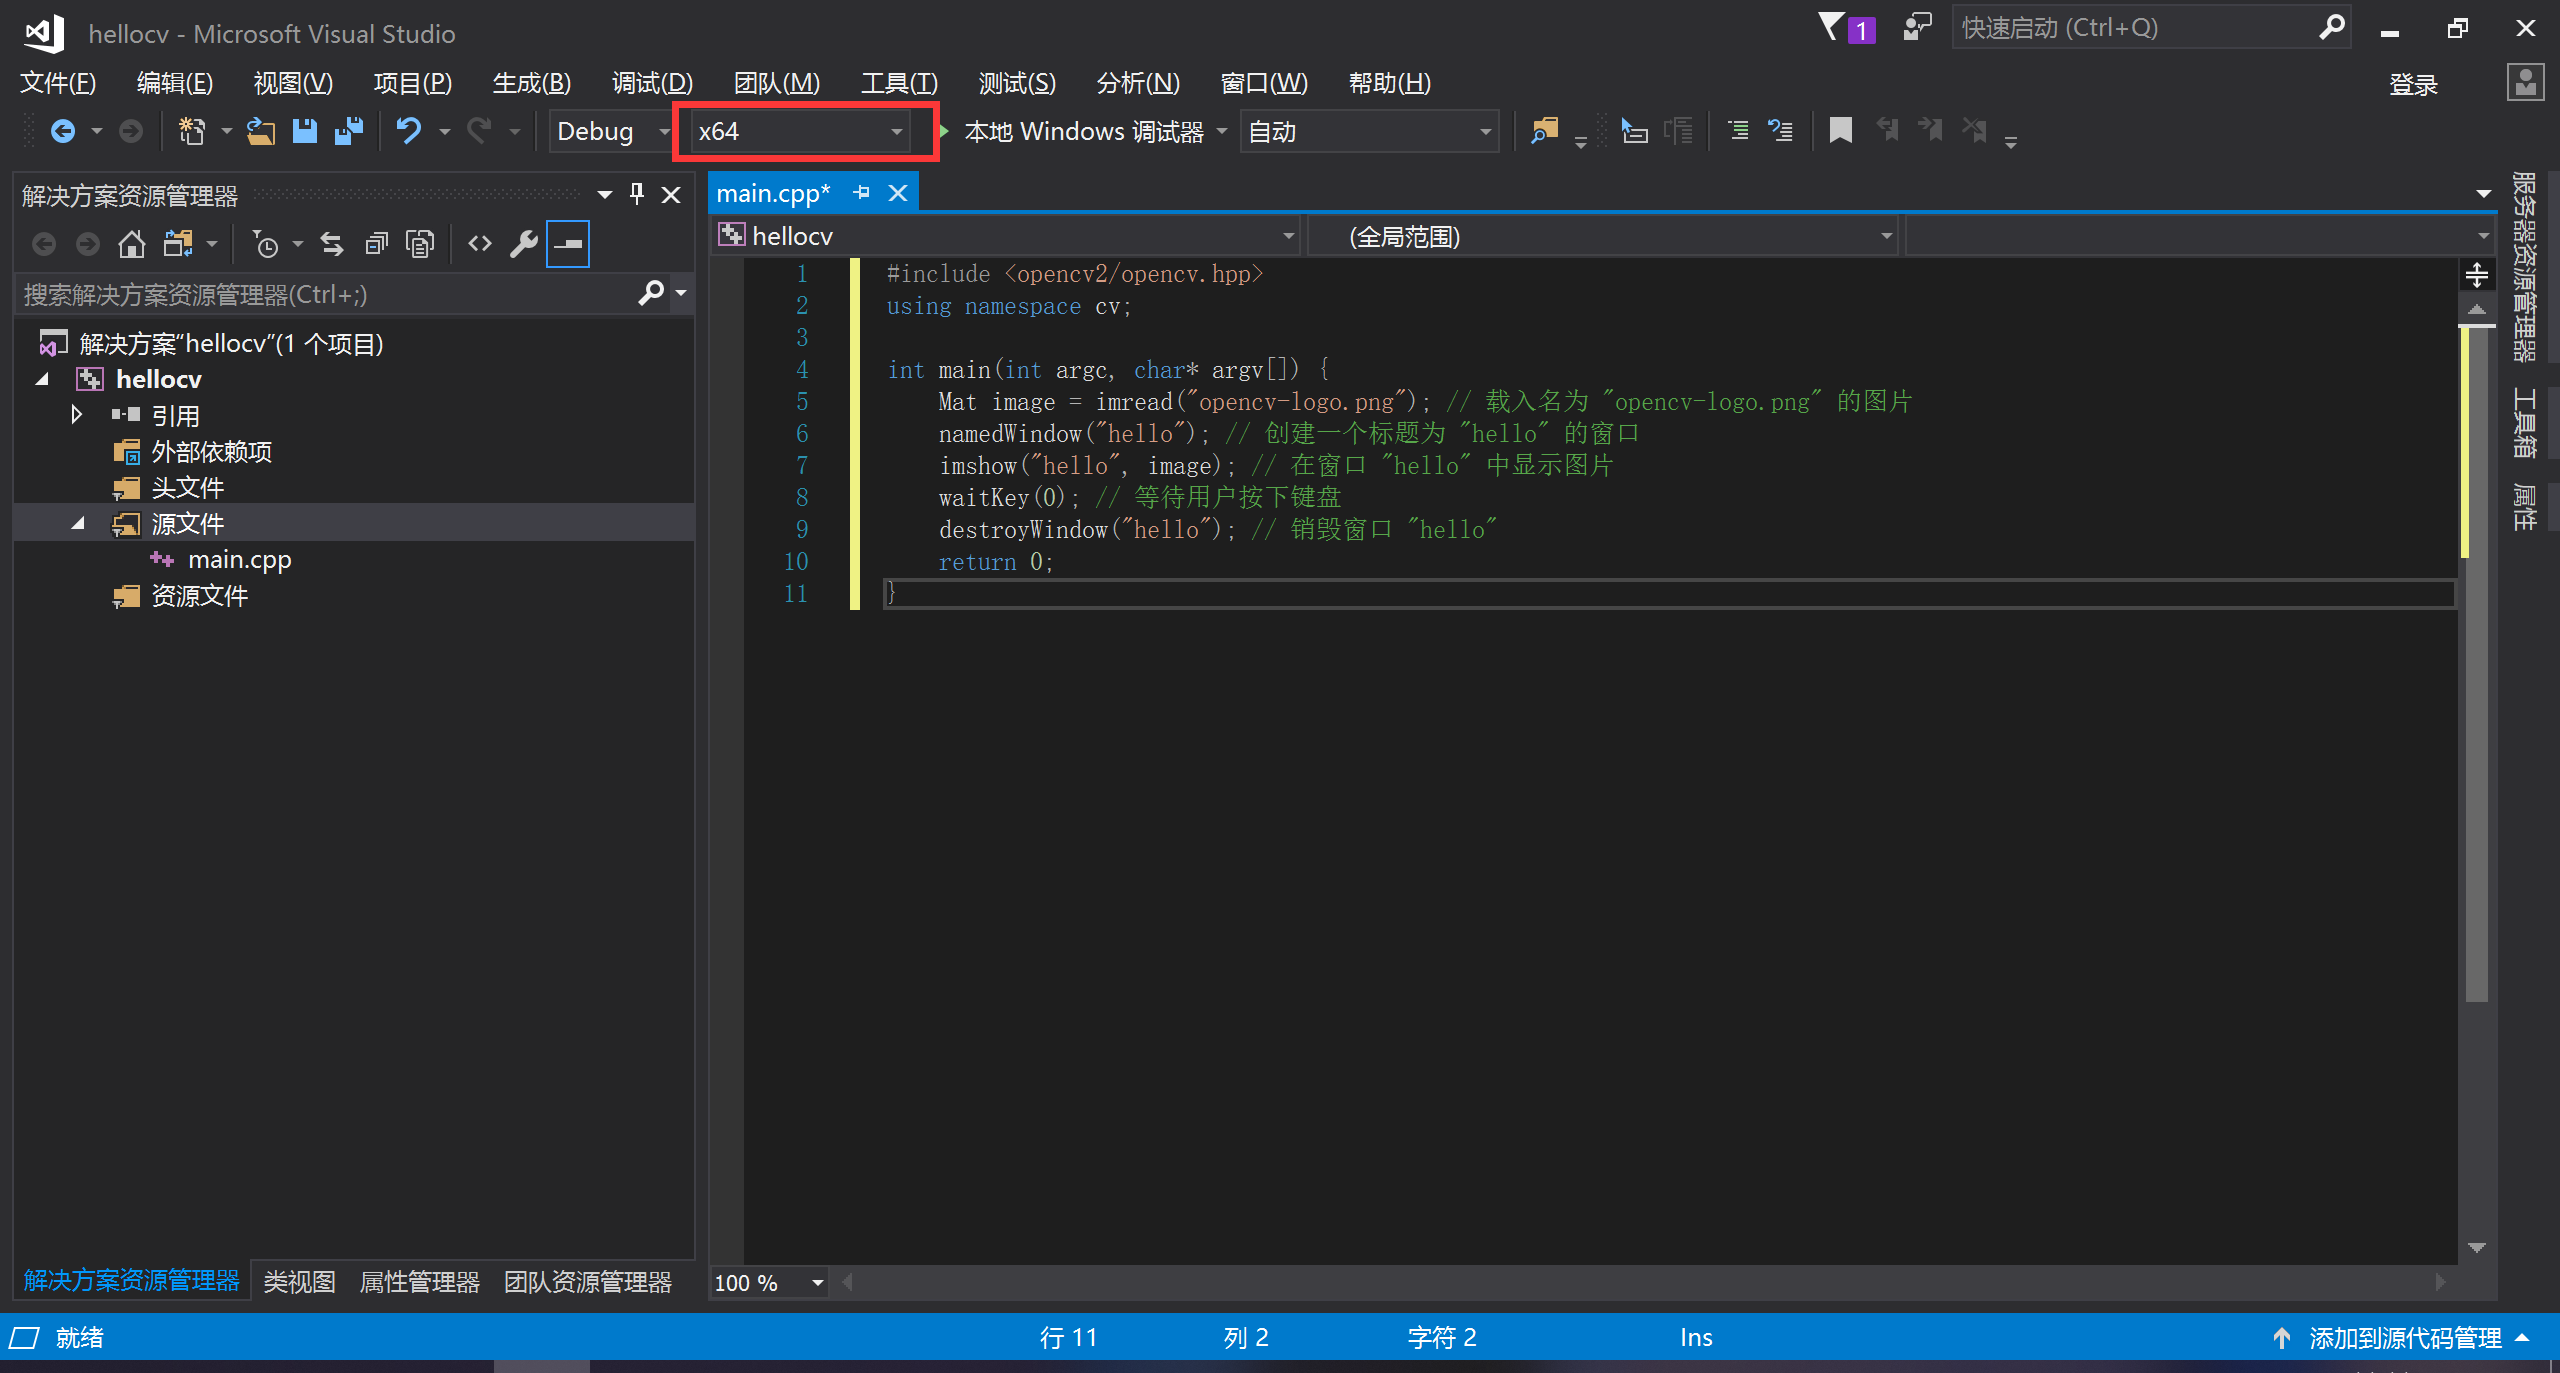 hellocv - Microsoft Visual Studio
1
快速启动 (Ctrl+Q)
文件(F) 编辑(E) 视图(V) 项目(P) 生成(B) 调试(D) 团队(M) 工具(T) 测试(S) 分析(N) 窗口(W) 帮助(H)
登录
Debug x64 本地 Windows 调试器 自动
解决方案资源管理器
搜索解决方案资源管理器(Ctrl+;)
解决方案"hellocv"(1 个项目)
hellocv
引用
外部依赖项
头文件
源文件
main.cpp
资源文件
解决方案资源管理器 类视图 属性管理器 团队资源管理器
main.cpp*
hellocv (全局范围)
1 #include <opencv2/opencv.hpp>
2 using namespace cv;
3
4 int main(int argc, char* argv[]) {
5 Mat image = imread("opencv-logo.png"); // 载入名为 "opencv-logo.png" 的图片
6 namedWindow("hello"); // 创建一个标题为 "hello" 的窗口
7 imshow("hello", image); // 在窗口 "hello" 中显示图片
8 waitKey(0); // 等待用户按下键盘
9 destroyWindow("hello"); // 销毁窗口 "hello"
10 return 0;
11 }
100 %
服务器资源管理器
工具箱
属性
就绪 行 11 列 2 字符 2 Ins 添加到源代码管理